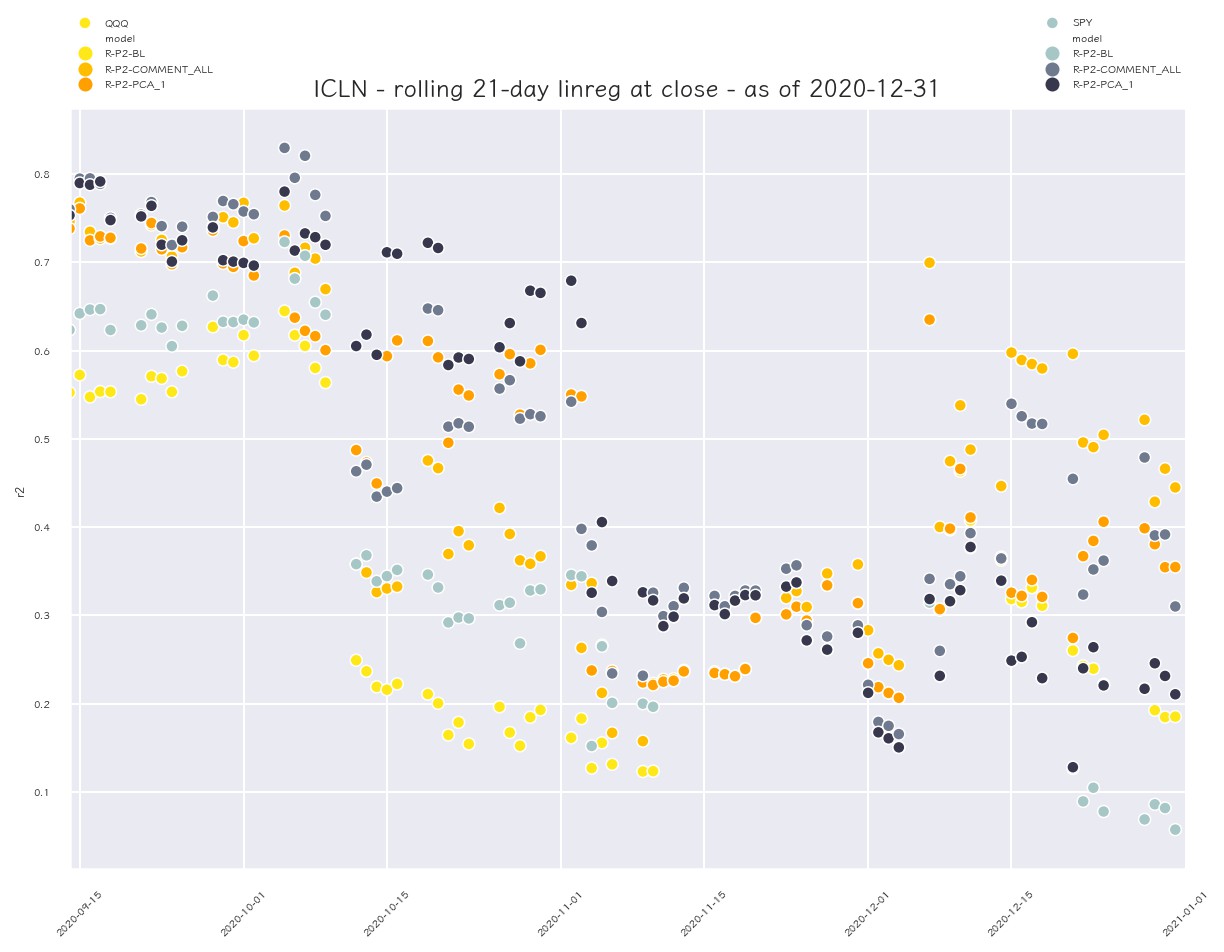 QQQ
model
R-P2-BL
R-P2-COMMENT_ALL
R-P2-PCA_1
SPY
model
R-P2-BL
R-P2-COMMENT_ALL
R-P2-PCA_1
ICLN - rolling 21-day linreg at close - as of 2020-12-31
0.8
0.7
0.6
0.5
0.4
0.3
0.2
0.1
r2
2020-09-15
2020-10-01
2020-10-15
2020-11-01
2020-11-15
2020-12-01
2020-12-15
2021-01-01